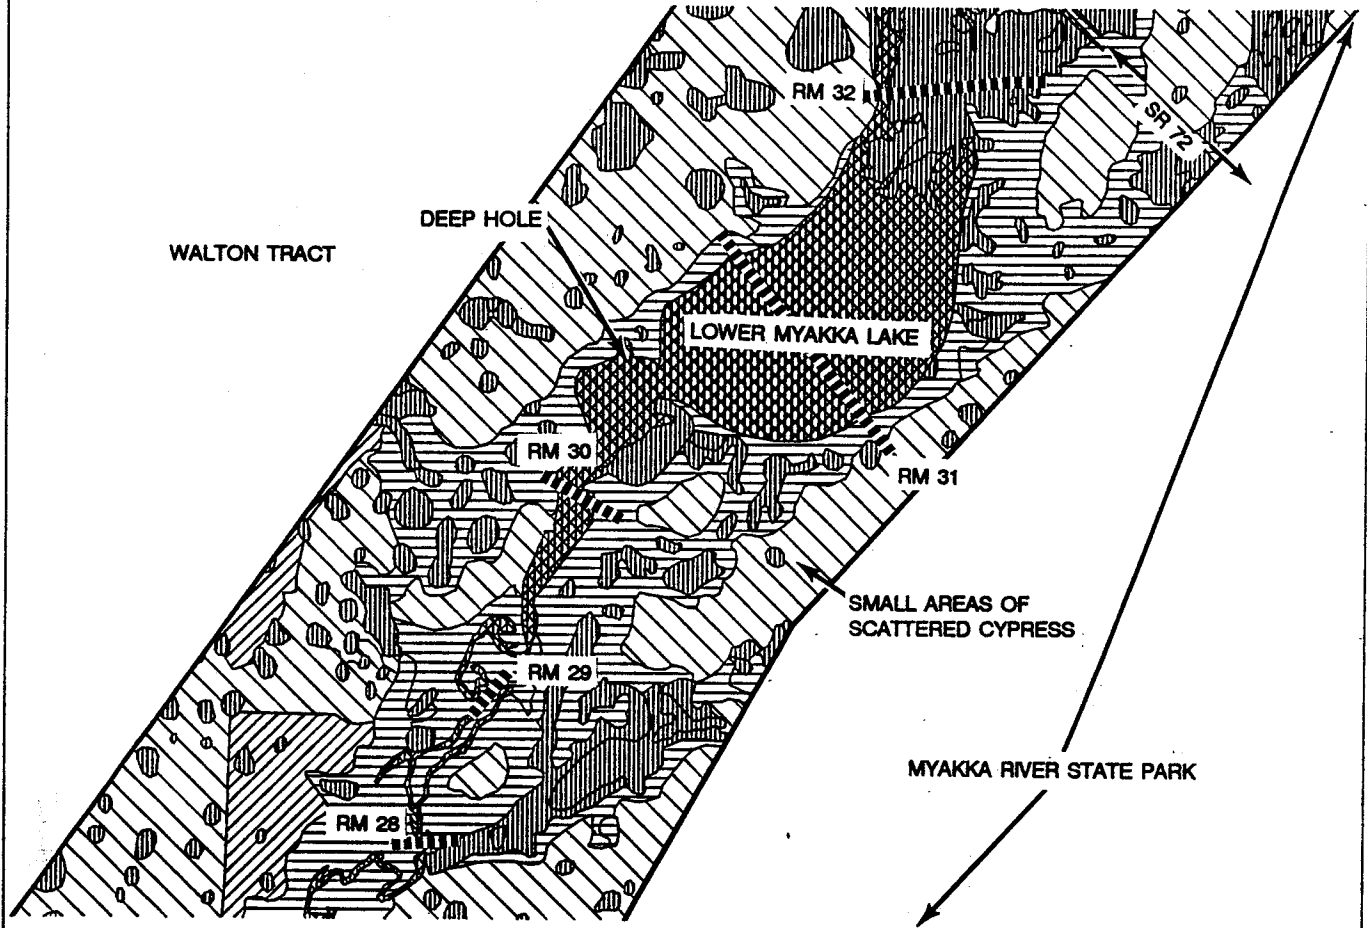 RM 32
SR 72
DEEP HOLE
WALTON TRACT
LOWER MYAKKA LAKE
RM 30
RM 31
SMALL AREAS OF
SCATTERED CYPRESS
RM 29
MYAKKA RIVER STATE PARK
RM 28